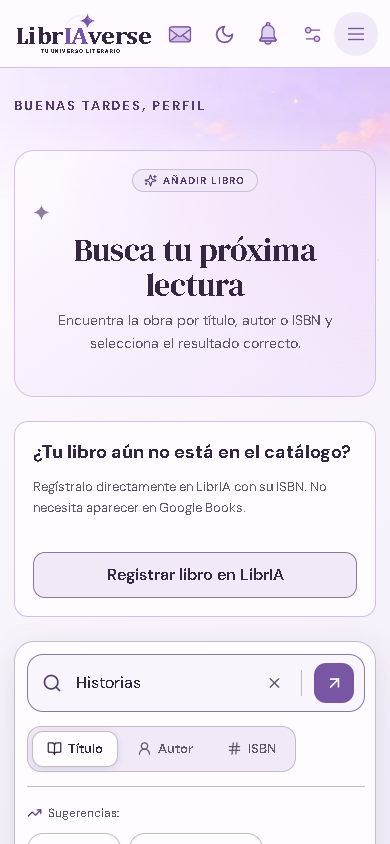 LibrIAverse
TU UNIVERSO LITERARIO
BUENAS TARDES, PERFIL
AÑADIR LIBRO
Busca tu próxima
lectura
Encuentra la obra por título, autor o ISBN y
selecciona el resultado correcto.
¿Tu libro aún no está en el catálogo?
Regístralo directamente en LibrIA con su ISBN. No
necesita aparecer en Google Books.
Registrar libro en LibrIA
Historias
Título Autor ISBN
Sugerencias: